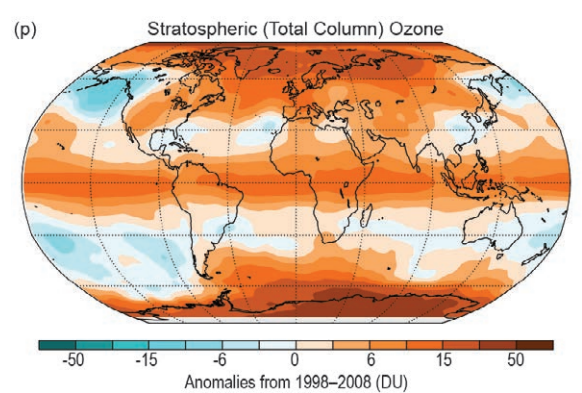 (p) Stratospheric (Total Column) Ozone
-50 -15 -6 0 6 15 50
Anomalies from 1998–2008 (DU)